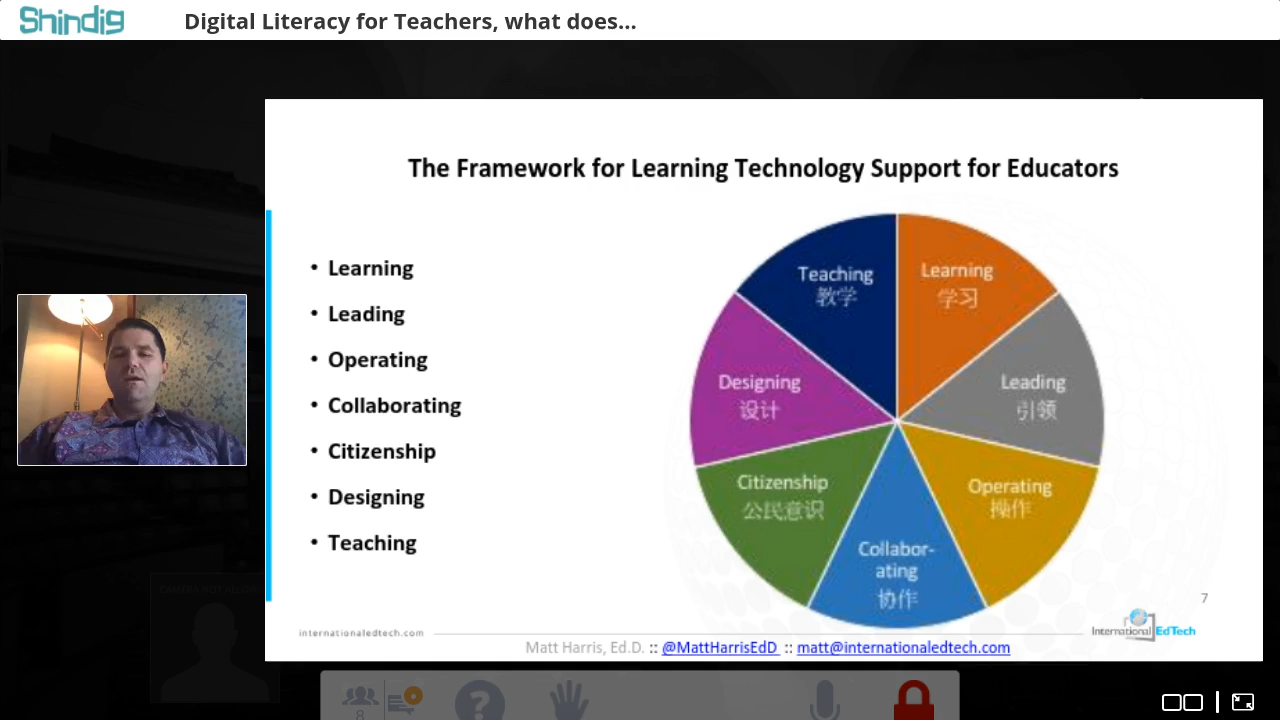 Shindig
Digital Literacy for Teachers, what does...
The Framework for Learning Technology Support for Educators
• Learning
• Leading
• Operating
• Collaborating
• Citizenship
• Designing
• Teaching
Teaching
教学
Learning
学习
Designing
设计
Leading
引领
Citizenship
公民意识
Operating
操作
Collabor-
ating
协作
7
internationaledtech.com
International EdTech
Matt Harris, Ed.D. :: @MattHarrisEdD :: matt@internationaledtech.com
CAMERA NOT ALLOWED
8